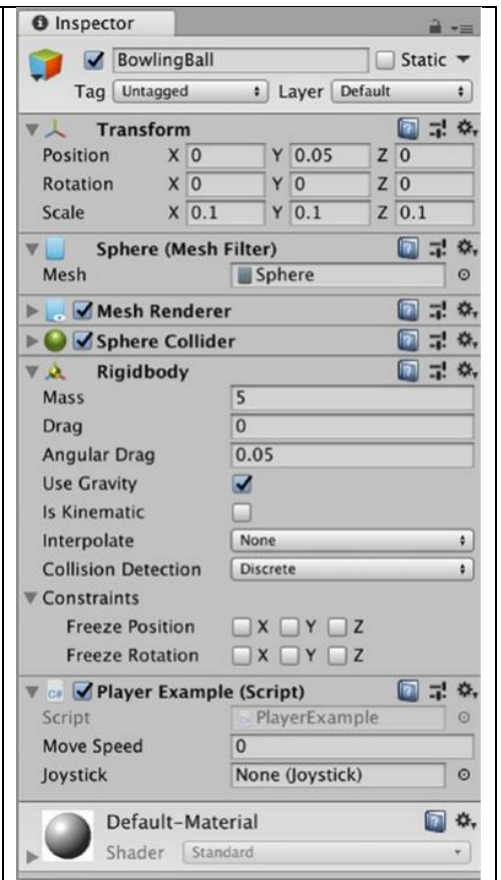 Inspector
BowlingBall Static
Tag Untagged Layer Default
Transform
Position X 0 Y 0.05 Z 0
Rotation X 0 Y 0 Z 0
Scale X 0.1 Y 0.1 Z 0.1
Sphere (Mesh Filter)
Mesh Sphere
Mesh Renderer
Sphere Collider
Rigidbody
Mass 5
Drag 0
Angular Drag 0.05
Use Gravity
Is Kinematic
Interpolate None
Collision Detection Discrete
Constraints
Freeze Position X Y Z
Freeze Rotation X Y Z
C# Player Example (Script)
Script PlayerExample
Move Speed 0
Joystick None (Joystick)
Default-Material
Shader Standard